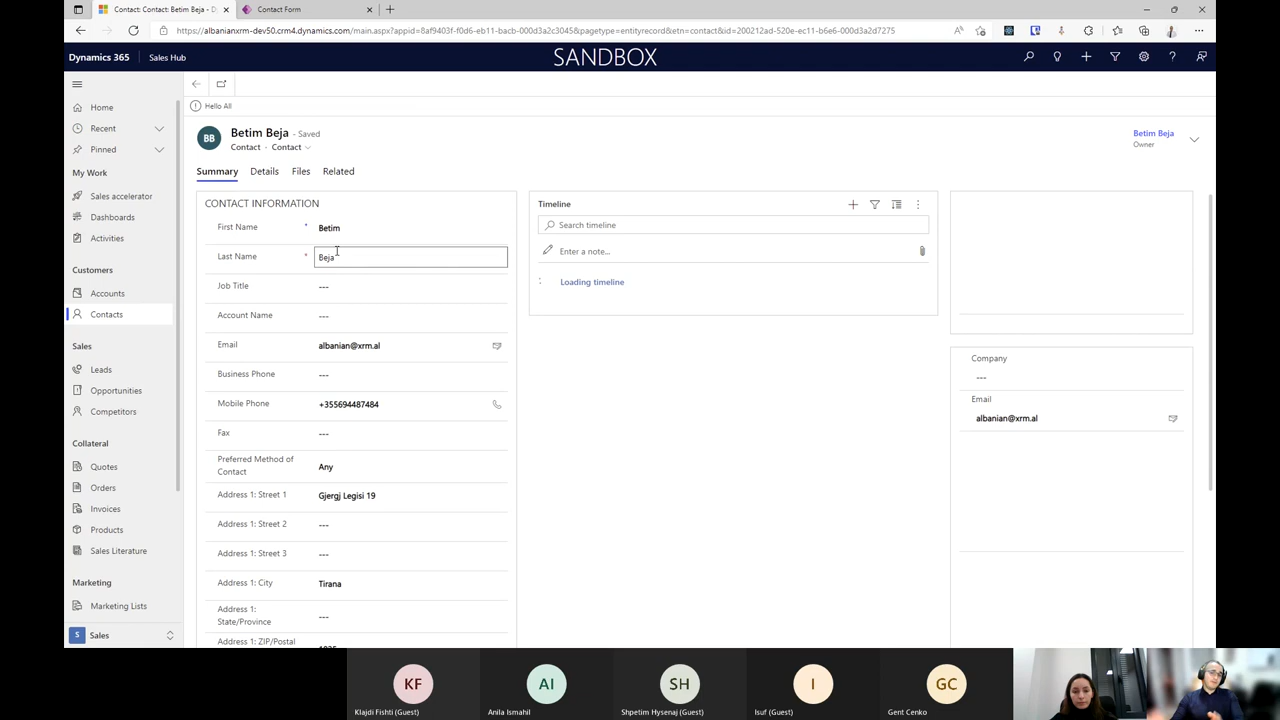 Contact: Contact: Betim Beja - D
Contact Form
https://albanianxrm-dev50.crm4.dynamics.com/main.aspx?appid=8af9403f-f0d6-eb11-bacb-000d3a2c3045&pagetype=entityrecord&etn=contact&id=200212ad-520e-ec11-b6e6-000d3a2d7275
Dynamics 365
Sales Hub
SANDBOX
Hello All
BB
Betim Beja - Saved
Contact · Contact
Betim Beja
Owner
Summary
Details
Files
Related
Home
Recent
Pinned
My Work
Sales accelerator
Dashboards
Activities
Customers
Accounts
Contacts
Sales
Leads
Opportunities
Competitors
Collateral
Quotes
Orders
Invoices
Products
Sales Literature
Marketing
Marketing Lists
S
Sales
CONTACT INFORMATION
First Name * Betim
Last Name * Beja
Job Title ---
Account Name ---
Email albanian@xrm.al
Business Phone ---
Mobile Phone +355694487484
Fax ---
Preferred Method of
Contact
Any
Address 1: Street 1 Gjergj Legisi 19
Address 1: Street 2 ---
Address 1: Street 3 ---
Address 1: City Tirana
Address 1:
State/Province
---
Address 1: ZIP/Postal
Timeline
Search timeline
Enter a note...
Loading timeline
Company
---
Email
albanian@xrm.al
KF
Klajdi Fishti (Guest)
AI
Anila Ismahil
SH
Shpetim Hysenaj (Guest)
I
Isuf (Guest)
GC
Gent Cenko